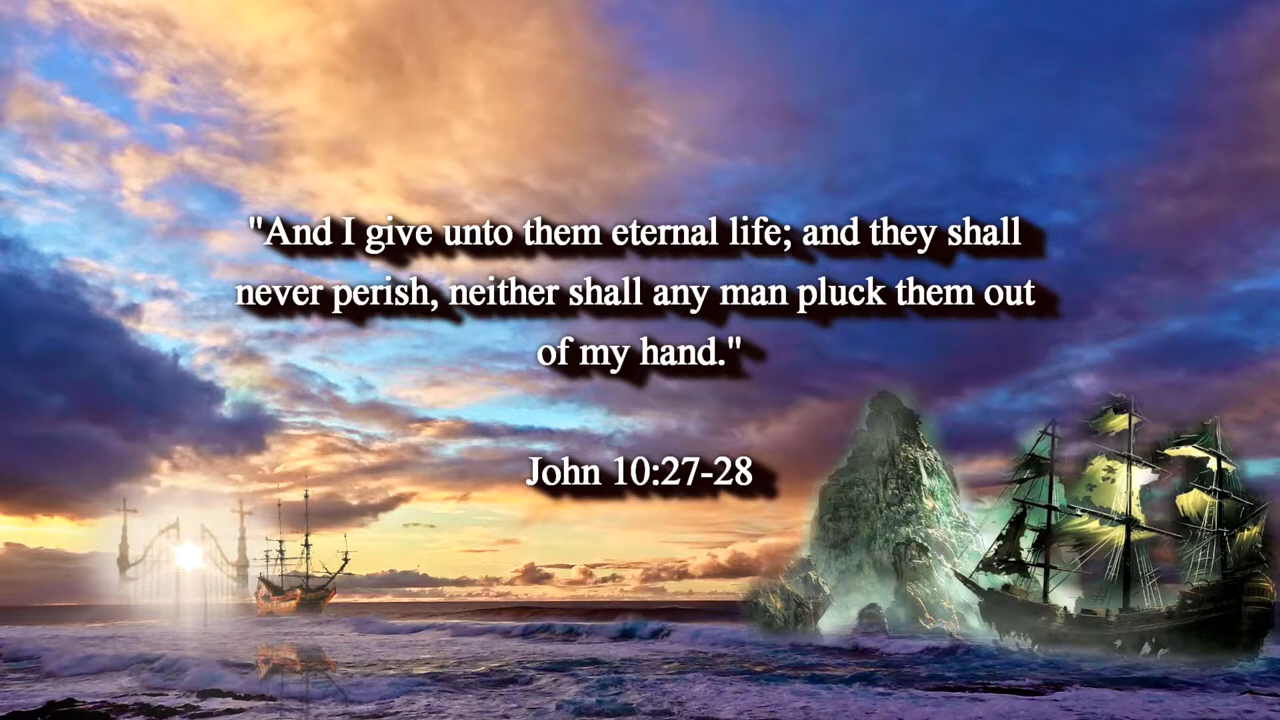 "And I give unto them eternal life; and they shall
never perish, neither shall any man pluck them out
of my hand."
John 10:27-28